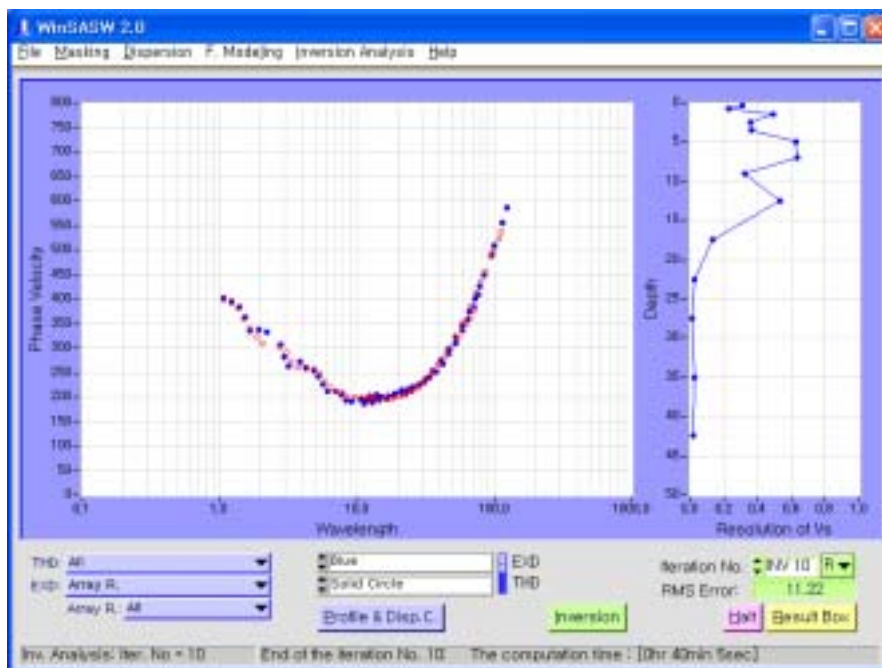 WinSASW 2.0
File Masking Dispersion F. Modeling Inversion Analysis Help
800
750
700
650
600
550
500
450
400
350
300
250
200
150
100
50
0
Phase Velocity
0.1 1.0 10.0 100.0 1000.0
Wavelength
0
5
10
15
20
25
30
35
40
45
50
Depth
0.0 0.2 0.4 0.6 0.8 1.0
Resolution of Vs
THD: All
EXD: Array R.
Array R.: All
Blue
Solid Circle
EXD
THD
Profile & Disp.C.
Inversion
Iteration No. INV 10 R
RMS Error: 11.22
Halt Result Box
Inv. Analysis: Iter. No = 10 End of the iteration No. 10 The computation time : [0hr 40min 5sec]